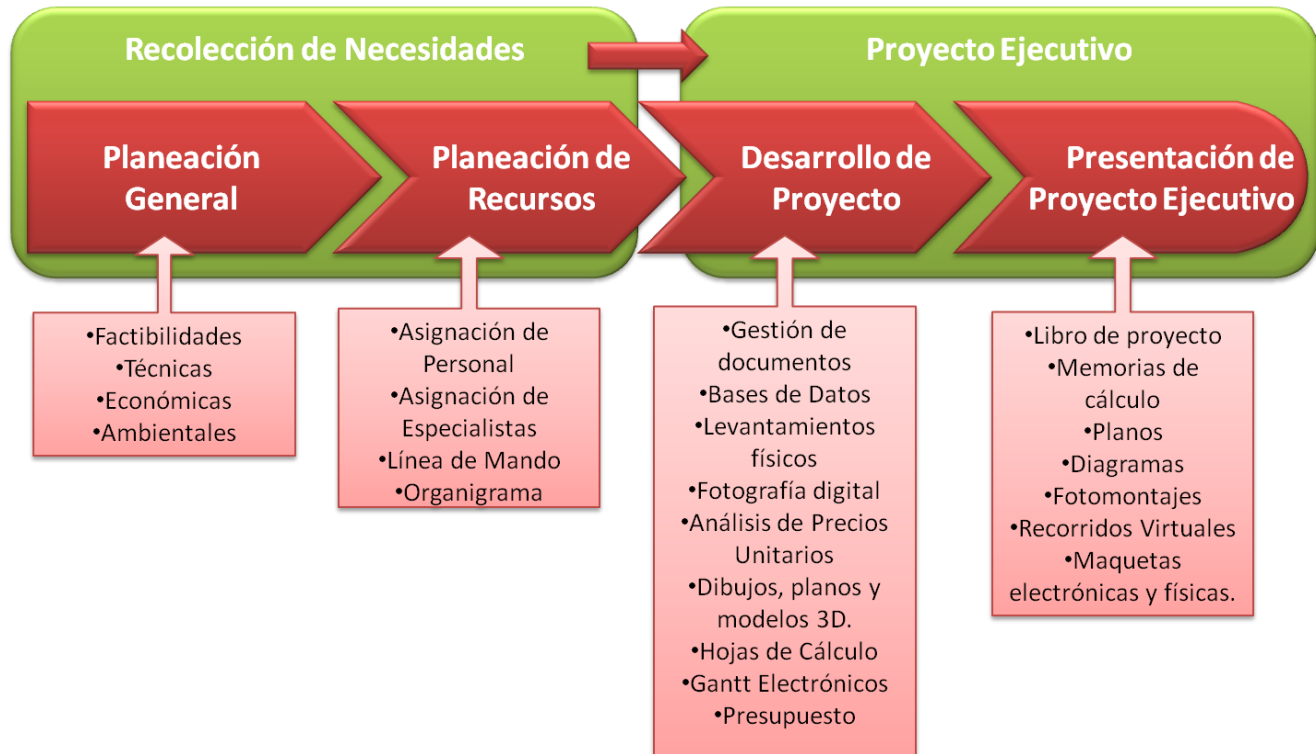 Recolección de Necesidades
Proyecto Ejecutivo
Planeación
General
Planeación de
Recursos
Desarrollo de
Proyecto
Presentación de
Proyecto Ejecutivo
•Factibilidades
•Técnicas
•Económicas
•Ambientales
•Asignación de
Personal
•Asignación de
Especialistas
•Línea de Mando
•Organigrama
•Gestión de
documentos
•Bases de Datos
•Levantamientos
físicos
•Fotografía digital
•Análisis de Precios
Unitarios
•Dibujos, planos y
modelos 3D.
•Hojas de Cálculo
•Gantt Electrónicos
•Presupuesto
•Libro de proyecto
•Memorias de
cálculo
•Planos
•Diagramas
•Fotomontajes
•Recorridos Virtuales
•Maquetas
electrónicas y físicas.